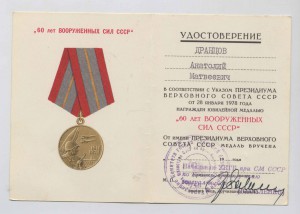 "60 лет ВООРУЖЕННЫХ СИЛ СССР"
УДОСТОВЕРЕНИЕ
ДРАНЦОВ
Анатолий
Матвеевич
В СООТВЕТСТВИИ С УКАЗОМ ПРЕЗИДИУМА
ВЕРХОВНОГО СОВЕТА СССР
ОТ 28 ЯНВАРЯ 1978 ГОДА
НАГРАЖДЕН ЮБИЛЕЙНОЙ МЕДАЛЬЮ
"60 ЛЕТ ВООРУЖЕННЫХ
СИЛ СССР"
От имени ПРЕЗИДИУМА ВЕРХОВНОГО
СОВЕТА СССР МЕДАЛЬ ВРУЧЕНА